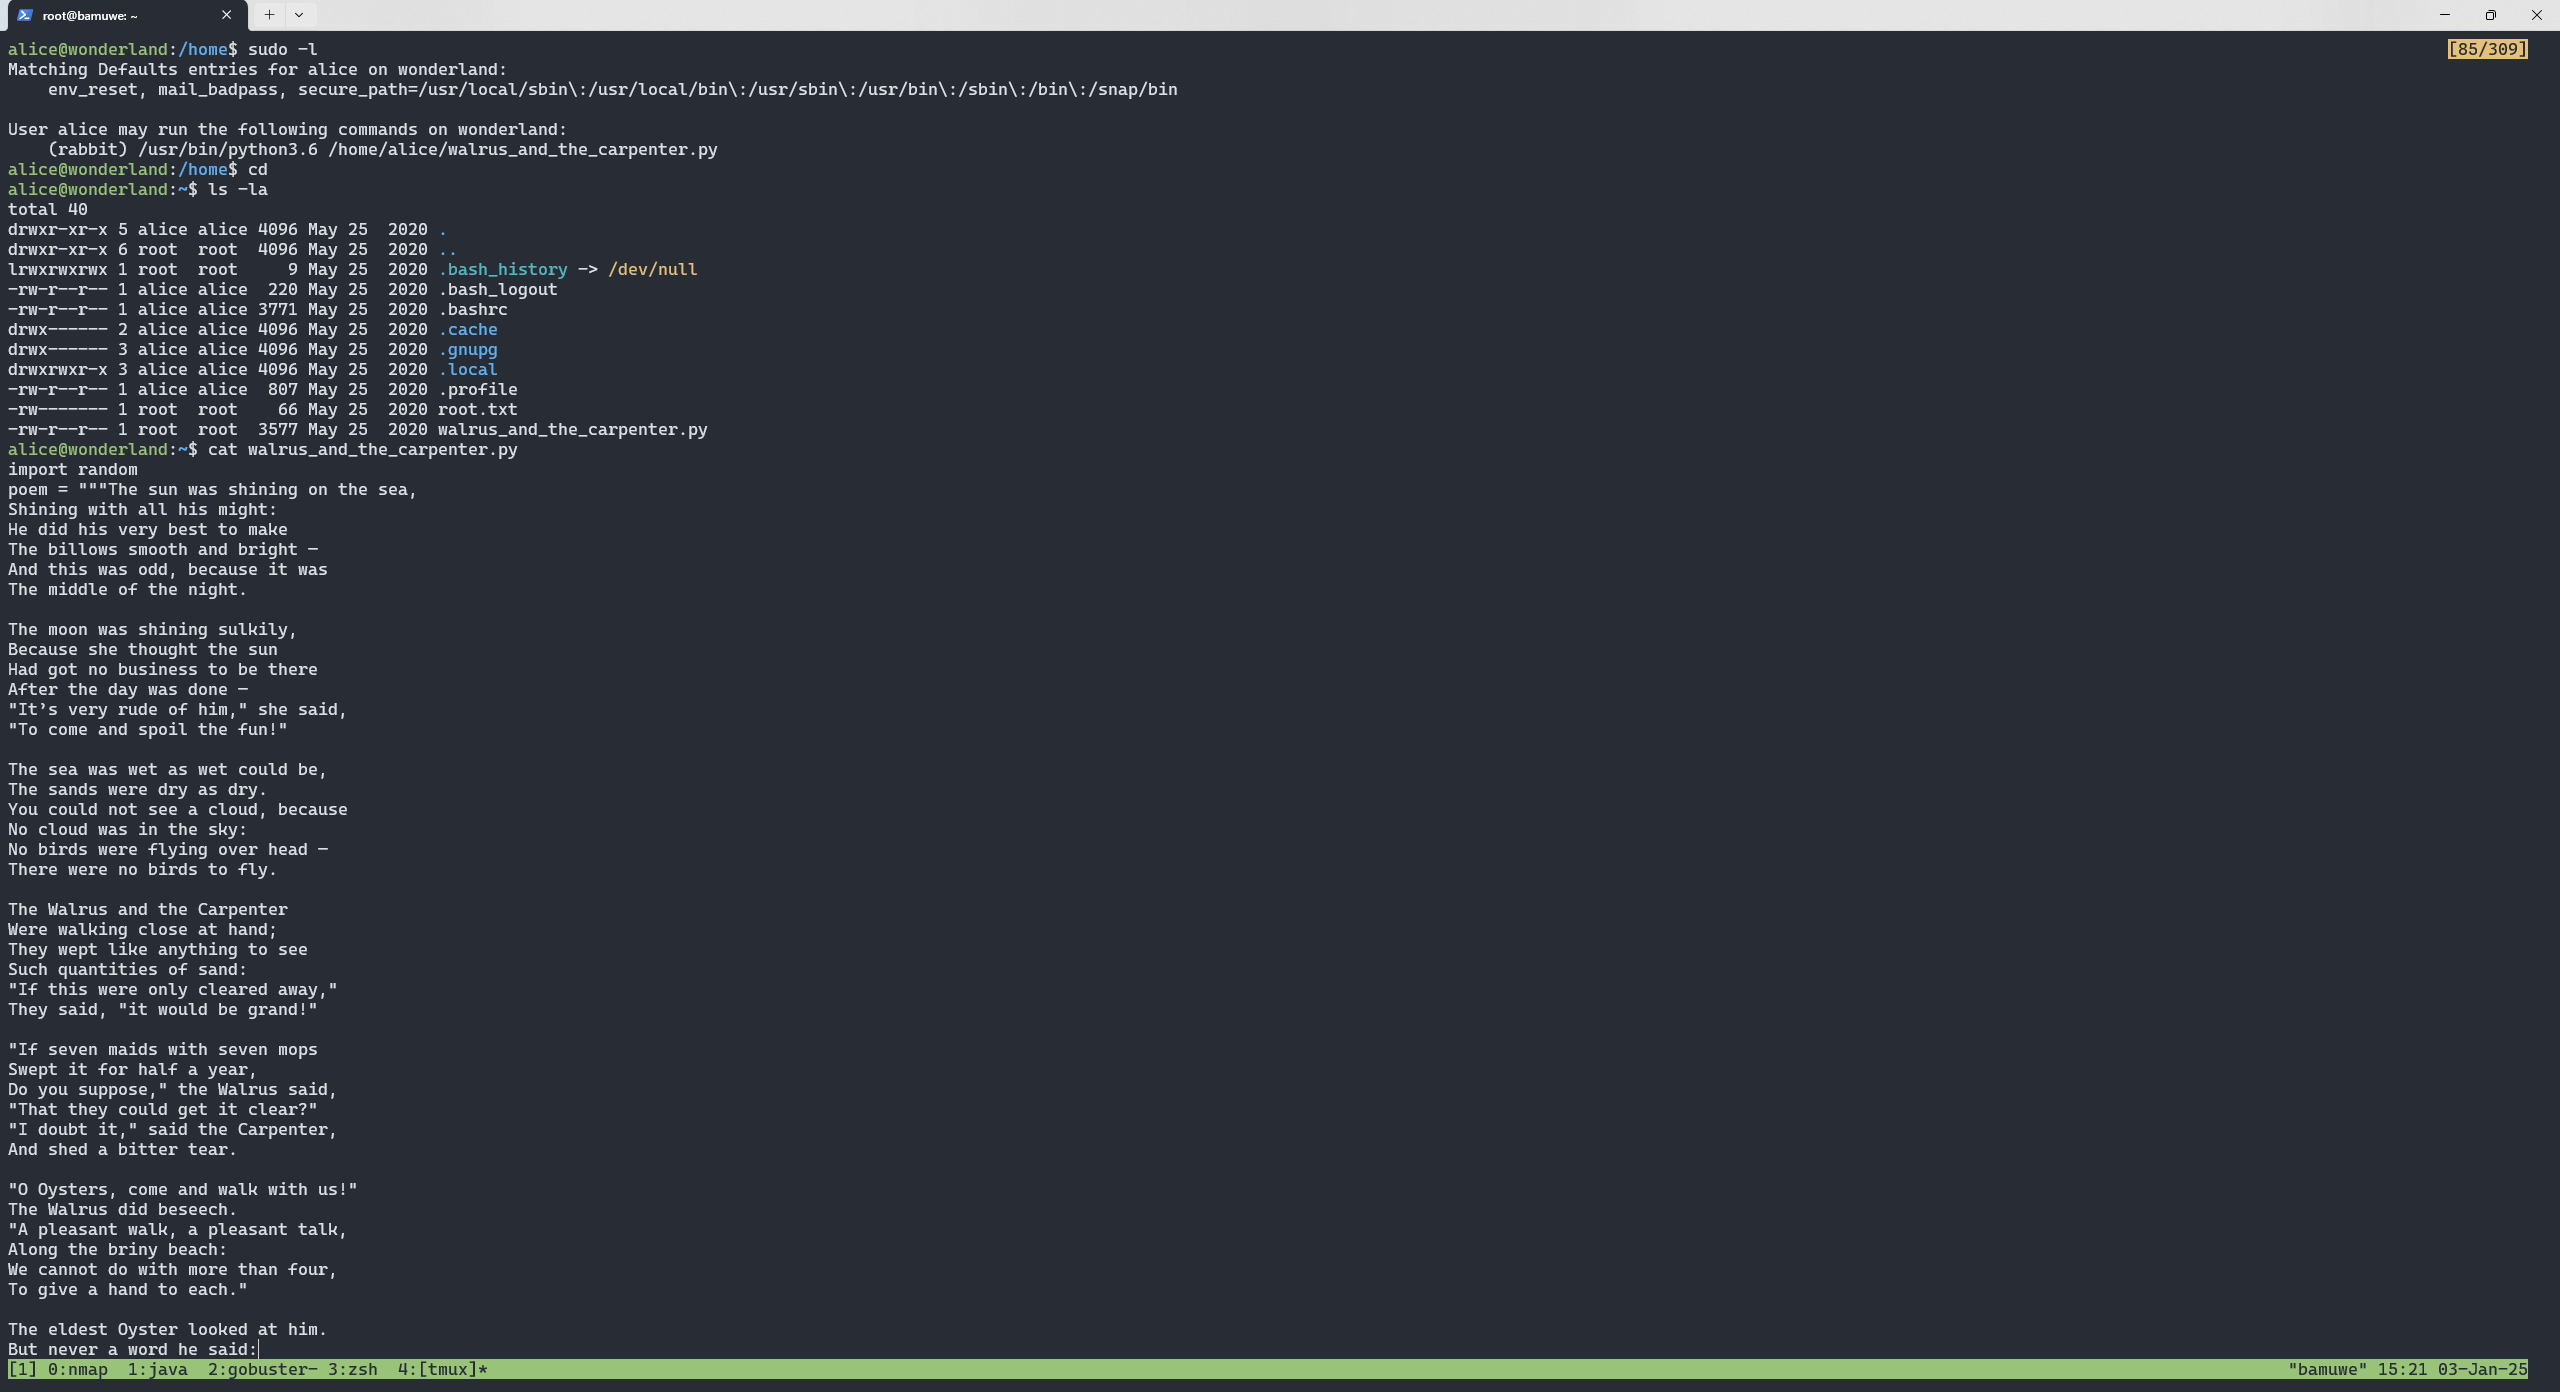 root@bamuwe: ~
alice@wonderland:/home$ sudo -l [85/309]
Matching Defaults entries for alice on wonderland:
    env_reset, mail_badpass, secure_path=/usr/local/sbin\:/usr/local/bin\:/usr/sbin\:/usr/bin\:/sbin\:/bin\:/snap/bin

User alice may run the following commands on wonderland:
    (rabbit) /usr/bin/python3.6 /home/alice/walrus_and_the_carpenter.py
alice@wonderland:/home$ cd
alice@wonderland:~$ ls -la
total 40
drwxr-xr-x 5 alice alice 4096 May 25  2020 .
drwxr-xr-x 6 root  root  4096 May 25  2020 ..
lrwxrwxrwx 1 root  root     9 May 25  2020 .bash_history -> /dev/null
-rw-r--r-- 1 alice alice  220 May 25  2020 .bash_logout
-rw-r--r-- 1 alice alice 3771 May 25  2020 .bashrc
drwx------ 2 alice alice 4096 May 25  2020 .cache
drwx------ 3 alice alice 4096 May 25  2020 .gnupg
drwxrwxr-x 3 alice alice 4096 May 25  2020 .local
-rw-r--r-- 1 alice alice  807 May 25  2020 .profile
-rw------- 1 root  root    66 May 25  2020 root.txt
-rw-r--r-- 1 root  root  3577 May 25  2020 walrus_and_the_carpenter.py
alice@wonderland:~$ cat walrus_and_the_carpenter.py
import random
poem = """The sun was shining on the sea,
Shining with all his might:
He did his very best to make
The billows smooth and bright —
And this was odd, because it was
The middle of the night.

The moon was shining sulkily,
Because she thought the sun
Had got no business to be there
After the day was done —
"It’s very rude of him," she said,
"To come and spoil the fun!"

The sea was wet as wet could be,
The sands were dry as dry.
You could not see a cloud, because
No cloud was in the sky:
No birds were flying over head —
There were no birds to fly.

The Walrus and the Carpenter
Were walking close at hand;
They wept like anything to see
Such quantities of sand:
"If this were only cleared away,"
They said, "it would be grand!"

"If seven maids with seven mops
Swept it for half a year,
Do you suppose," the Walrus said,
"That they could get it clear?"
"I doubt it," said the Carpenter,
And shed a bitter tear.

"O Oysters, come and walk with us!"
The Walrus did beseech.
"A pleasant walk, a pleasant talk,
Along the briny beach:
We cannot do with more than four,
To give a hand to each."

The eldest Oyster looked at him.
But never a word he said:
[1] 0:nmap  1:java  2:gobuster- 3:zsh  4:[tmux]* "bamuwe" 15:21 03-Jan-25